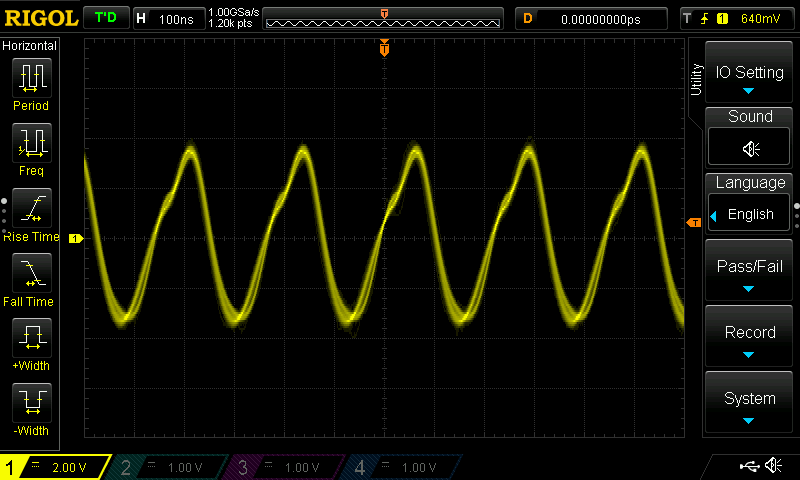 RIGOL T'D H 100ns 1.00GSa/s 1.20k pts T D 0.00000000ps T 1 640mV
Horizontal
Period
Freq
Rise Time
Fall Time
+Width
-Width
T
1
T
Utility
IO Setting
Sound
Language
English
Pass/Fail
Record
System
1 2.00 V 2 1.00 V 3 1.00 V 4 1.00 V